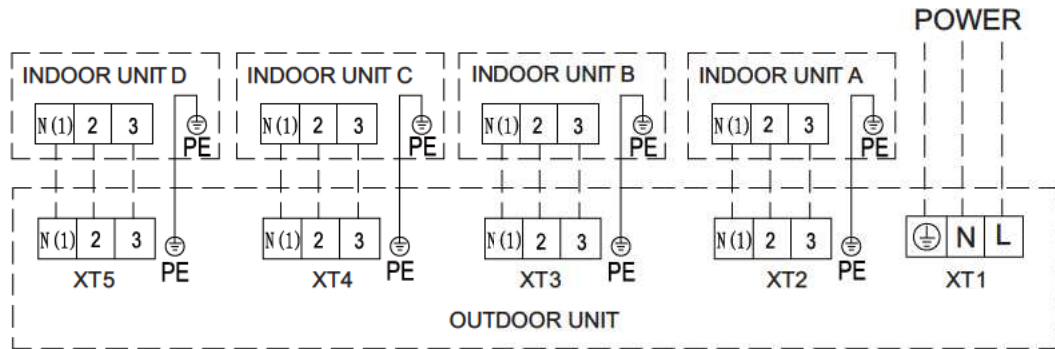 POWER
INDOOR UNIT D INDOOR UNIT C INDOOR UNIT B INDOOR UNIT A
N(1) 2 3 N(1) 2 3 N(1) 2 3 N(1) 2 3
PE PE PE PE
N(1) 2 3 N(1) 2 3 N(1) 2 3 N(1) 2 3 N L
PE PE PE PE
XT5 XT4 XT3 XT2 XT1
OUTDOOR UNIT